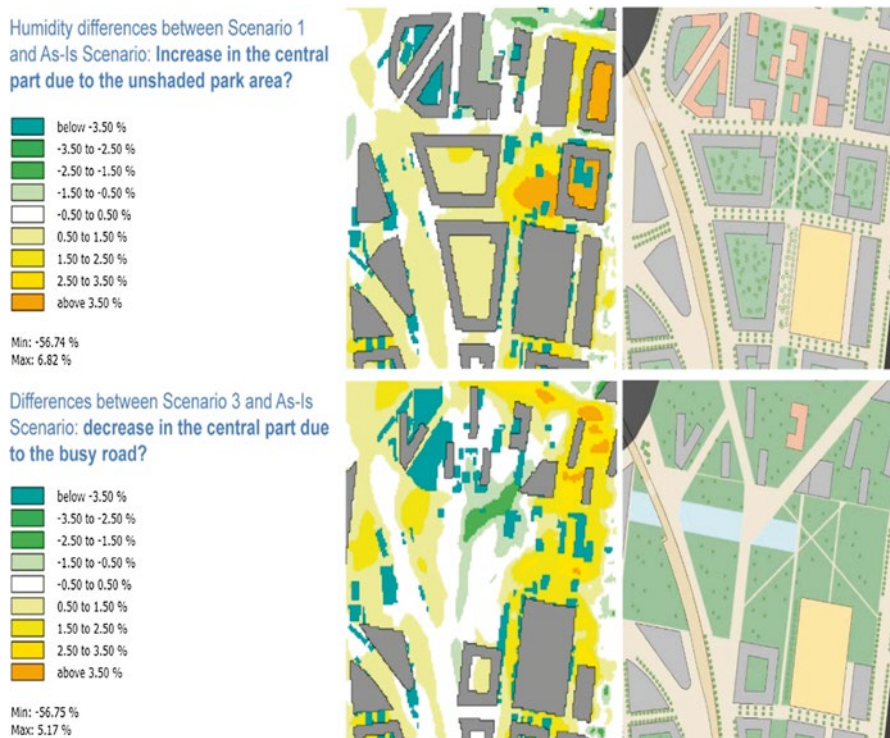 Humidity differences between Scenario 1
and As-Is Scenario: Increase in the central
part due to the unshaded park area?
below -3.50 %
-3.50 to -2.50 %
-2.50 to -1.50 %
-1.50 to -0.50 %
-0.50 to 0.50 %
0.50 to 1.50 %
1.50 to 2.50 %
2.50 to 3.50 %
above 3.50 %
Min: -56.74 %
Max: 6.82 %
Differences between Scenario 3 and As-Is
Scenario: decrease in the central part due
to the busy road?
below -3.50 %
-3.50 to -2.50 %
-2.50 to -1.50 %
-1.50 to -0.50 %
-0.50 to 0.50 %
0.50 to 1.50 %
1.50 to 2.50 %
2.50 to 3.50 %
above 3.50 %
Min: -56.75 %
Max: 5.17 %